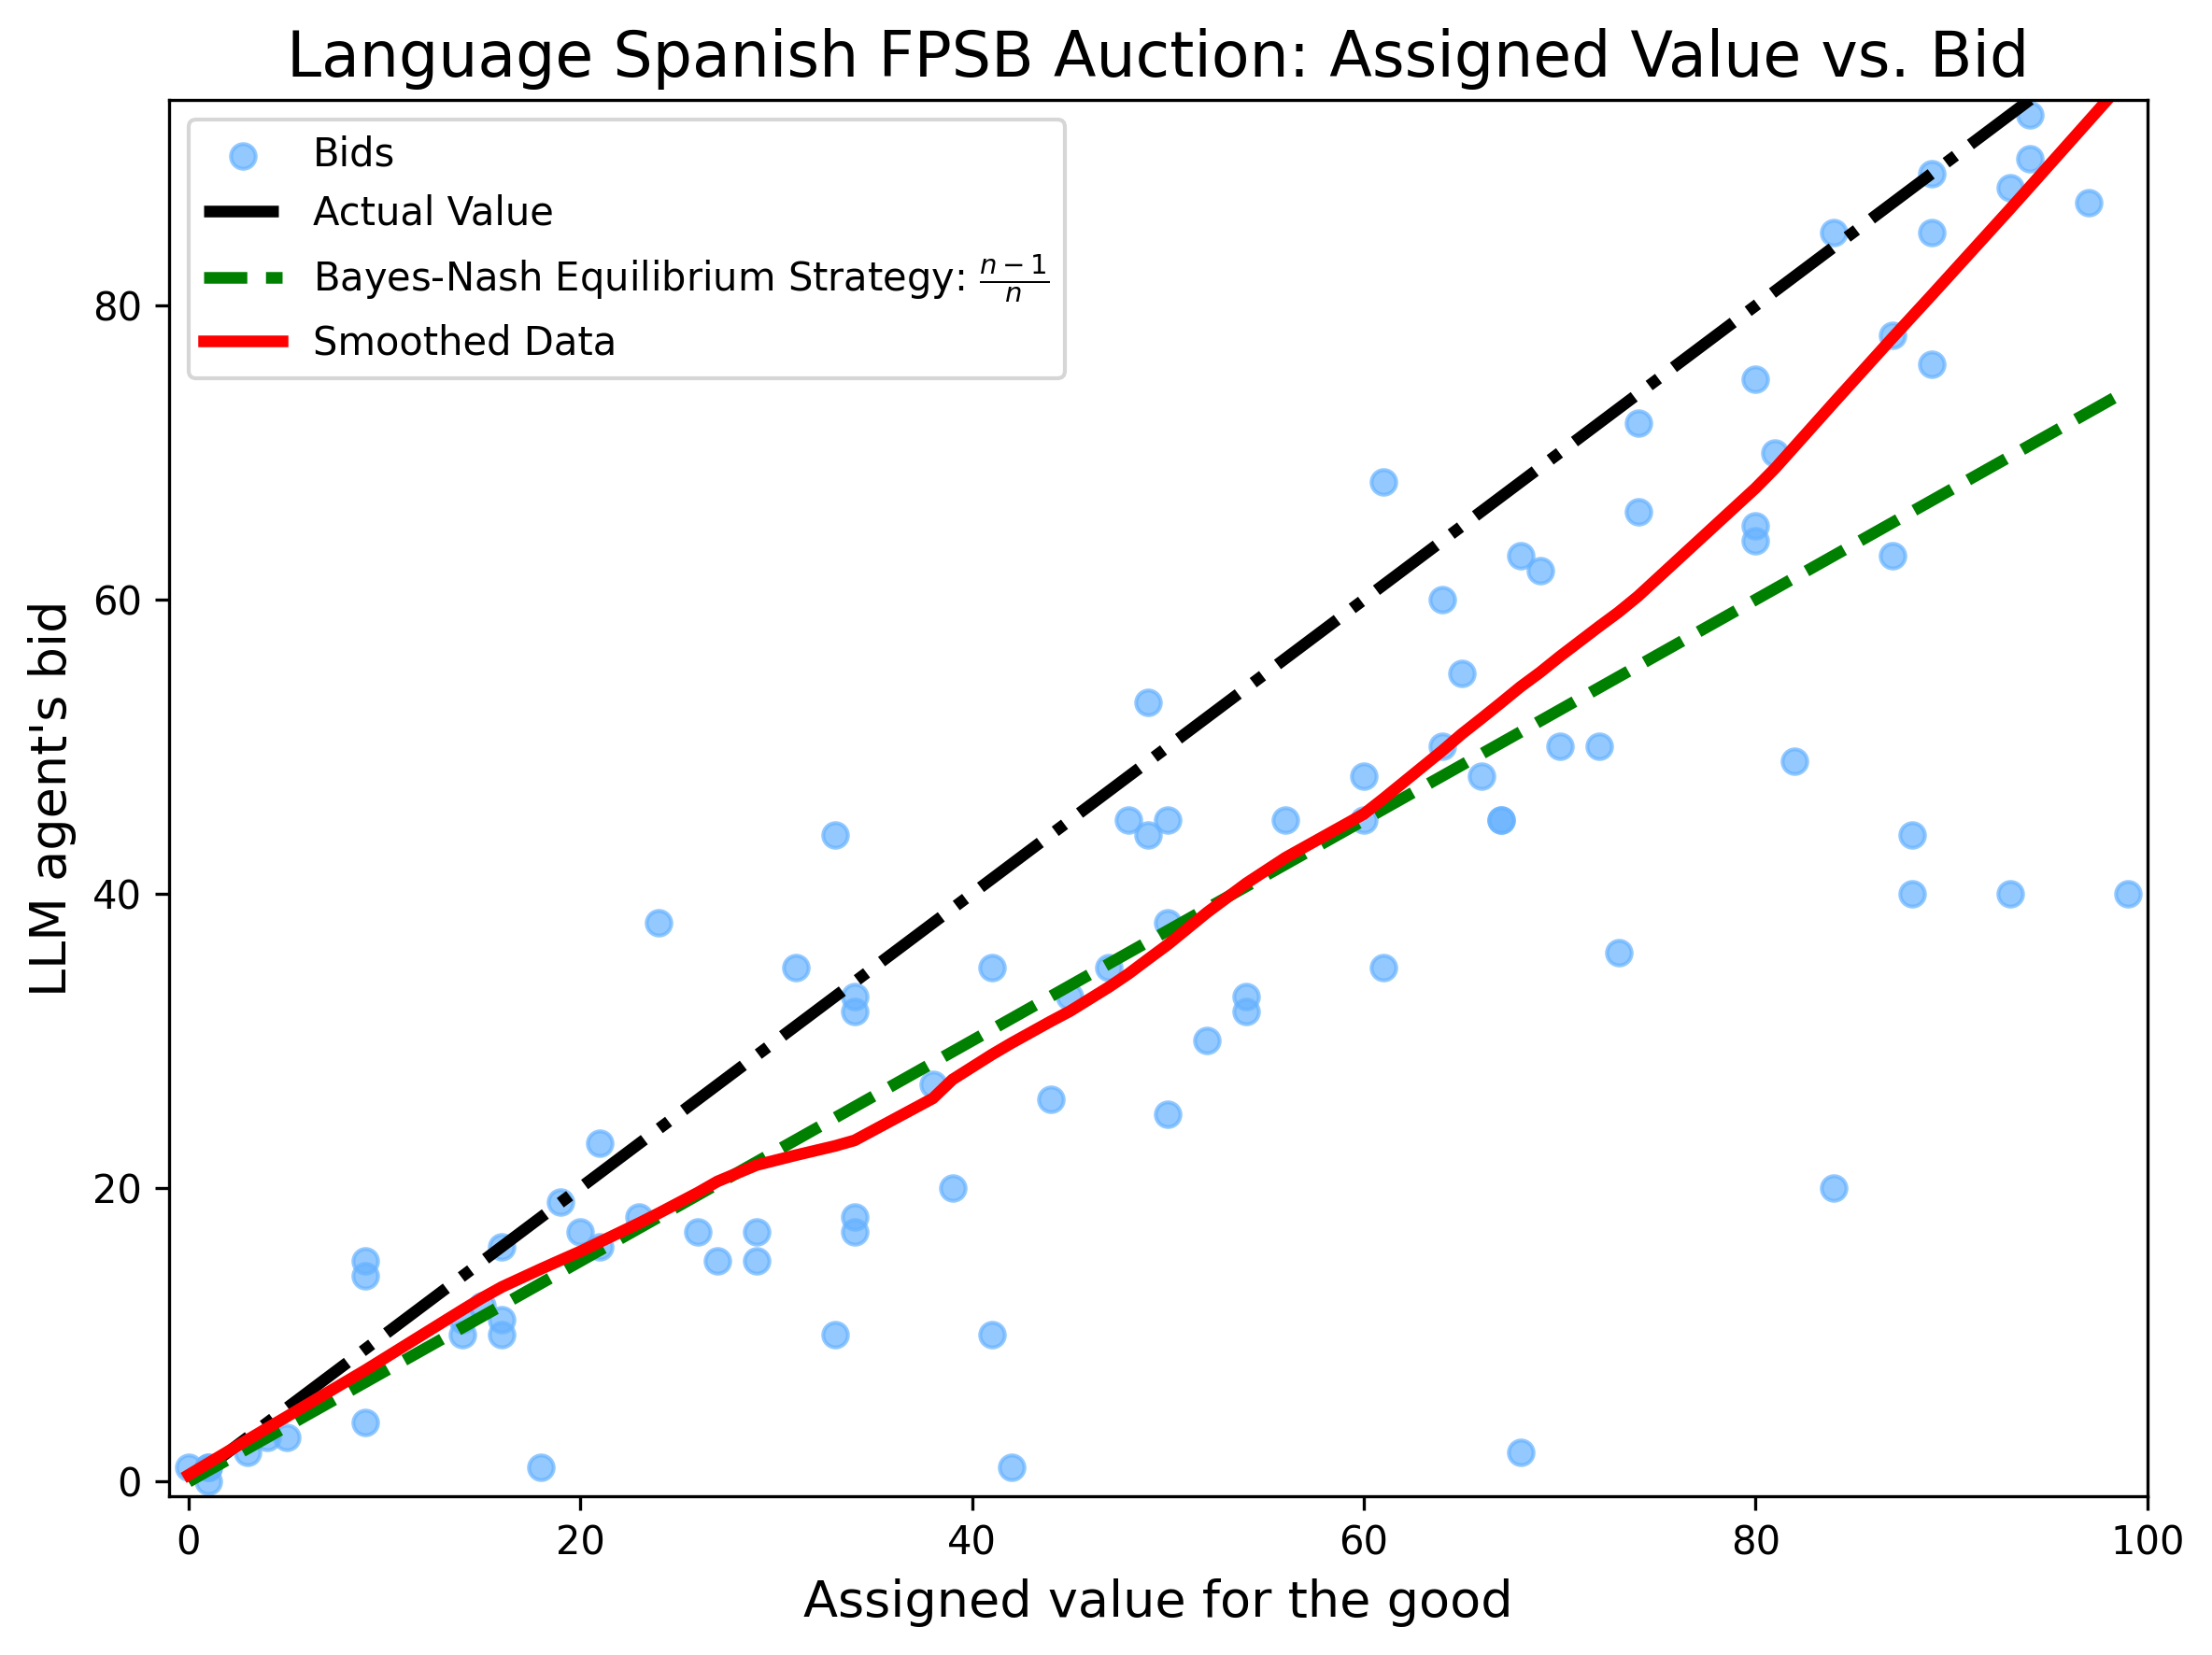 Language Spanish FPSB Auction: Assigned Value vs. Bid
Bids
Actual Value
Bayes-Nash Equilibrium Strategy: \frac{n-1}{n}
Smoothed Data
LLM agent's bid
80
60
40
20
0
0 20 40 60 80 100
Assigned value for the good